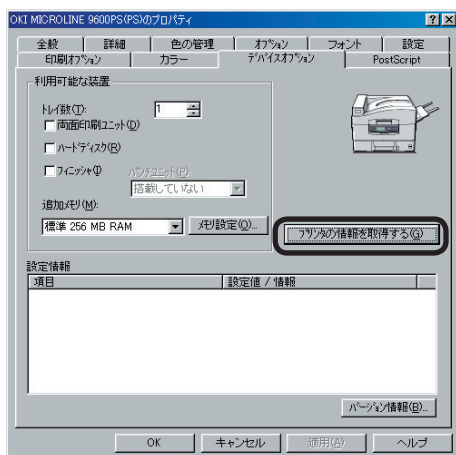 OKI MICROLINE 9600PS(PS)のプロパティ
全般 詳細 色の管理 オプション フォント 設定
印刷オプション カラー デバイスオプション PostScript
利用可能な装置
トレイ数(T): 1
両面印刷ユニット(D)
ハードディスク(R)
フィニッシャ(I) パンチユニット(P):
搭載していない
追加メモリ(M):
標準 256 MB RAM メモリ設定(O)...
プリンタの情報を取得する(G)
設定情報
項目 設定値 / 情報
バージョン情報(B)...
OK キャンセル 適用(A) ヘルプ